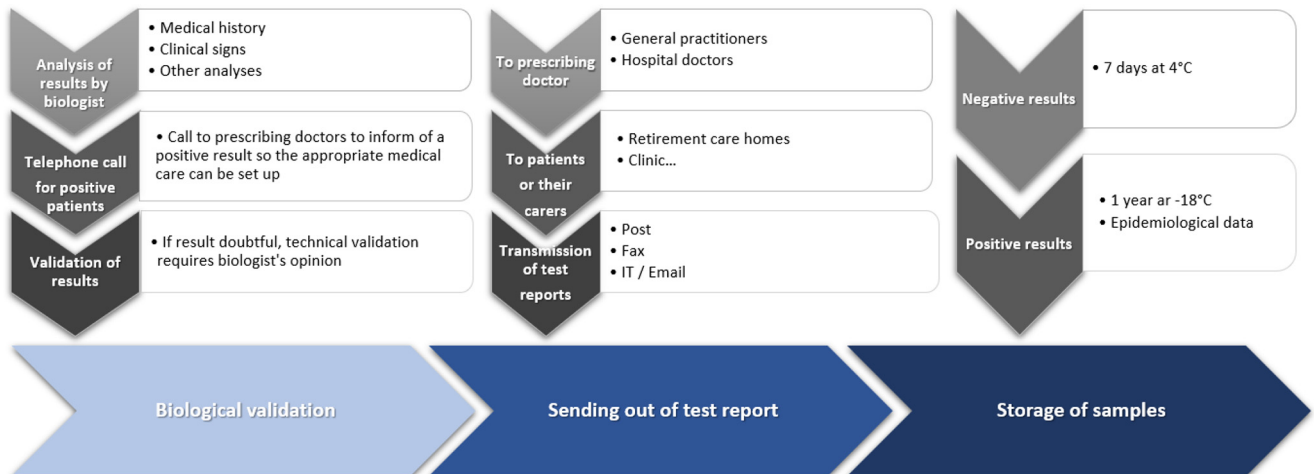 Analysis of
results by
biologist
• Medical history
• Clinical signs
• Other analyses
Telephone call
for positive
patients
• Call to prescribing doctors to inform of a
positive result so the appropriate medical
care can be set up
Validation of
results
• If result doubtful, technical validation
requires biologist's opinion
Biological validation
To prescribing
doctor
• General practitioners
• Hospital doctors
To patients
or their
carers
• Retirement care homes
• Clinic...
Transmission
of test
reports
• Post
• Fax
• IT / Email
Sending out of test report
Negative results
• 7 days at 4°C
Positive results
• 1 year ar -18°C
• Epidemiological data
Storage of samples